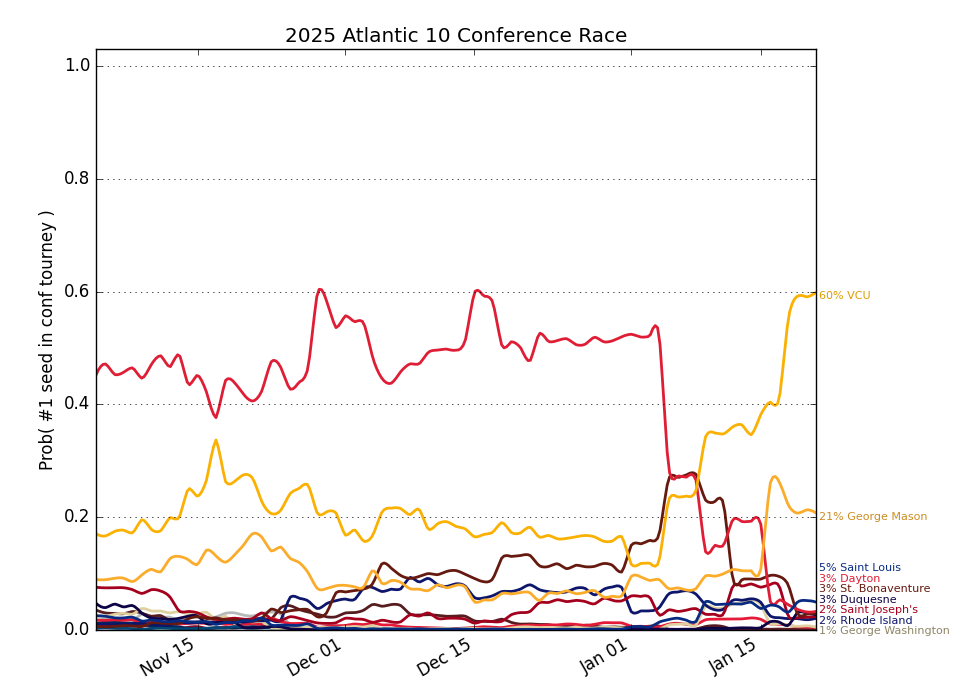 2025 Atlantic 10 Conference Race
Prob( #1 seed in conf tourney )
1.0
0.8
0.6
0.4
0.2
0.0
Nov 15
Dec 01
Dec 15
Jan 01
Jan 15
60% VCU
21% George Mason
5% Saint Louis
3% Dayton
3% St. Bonaventure
3% Duquesne
2% Saint Joseph's
2% Rhode Island
1% George Washington